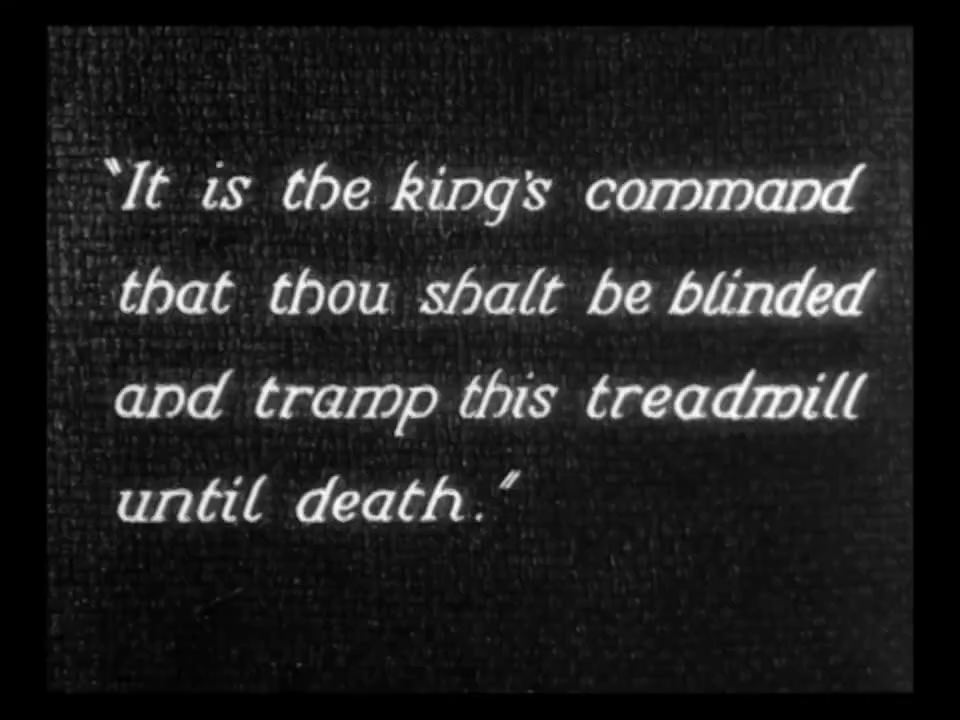 "It is the king's command
that thou shalt be blinded
and tramp this treadmill
until death."